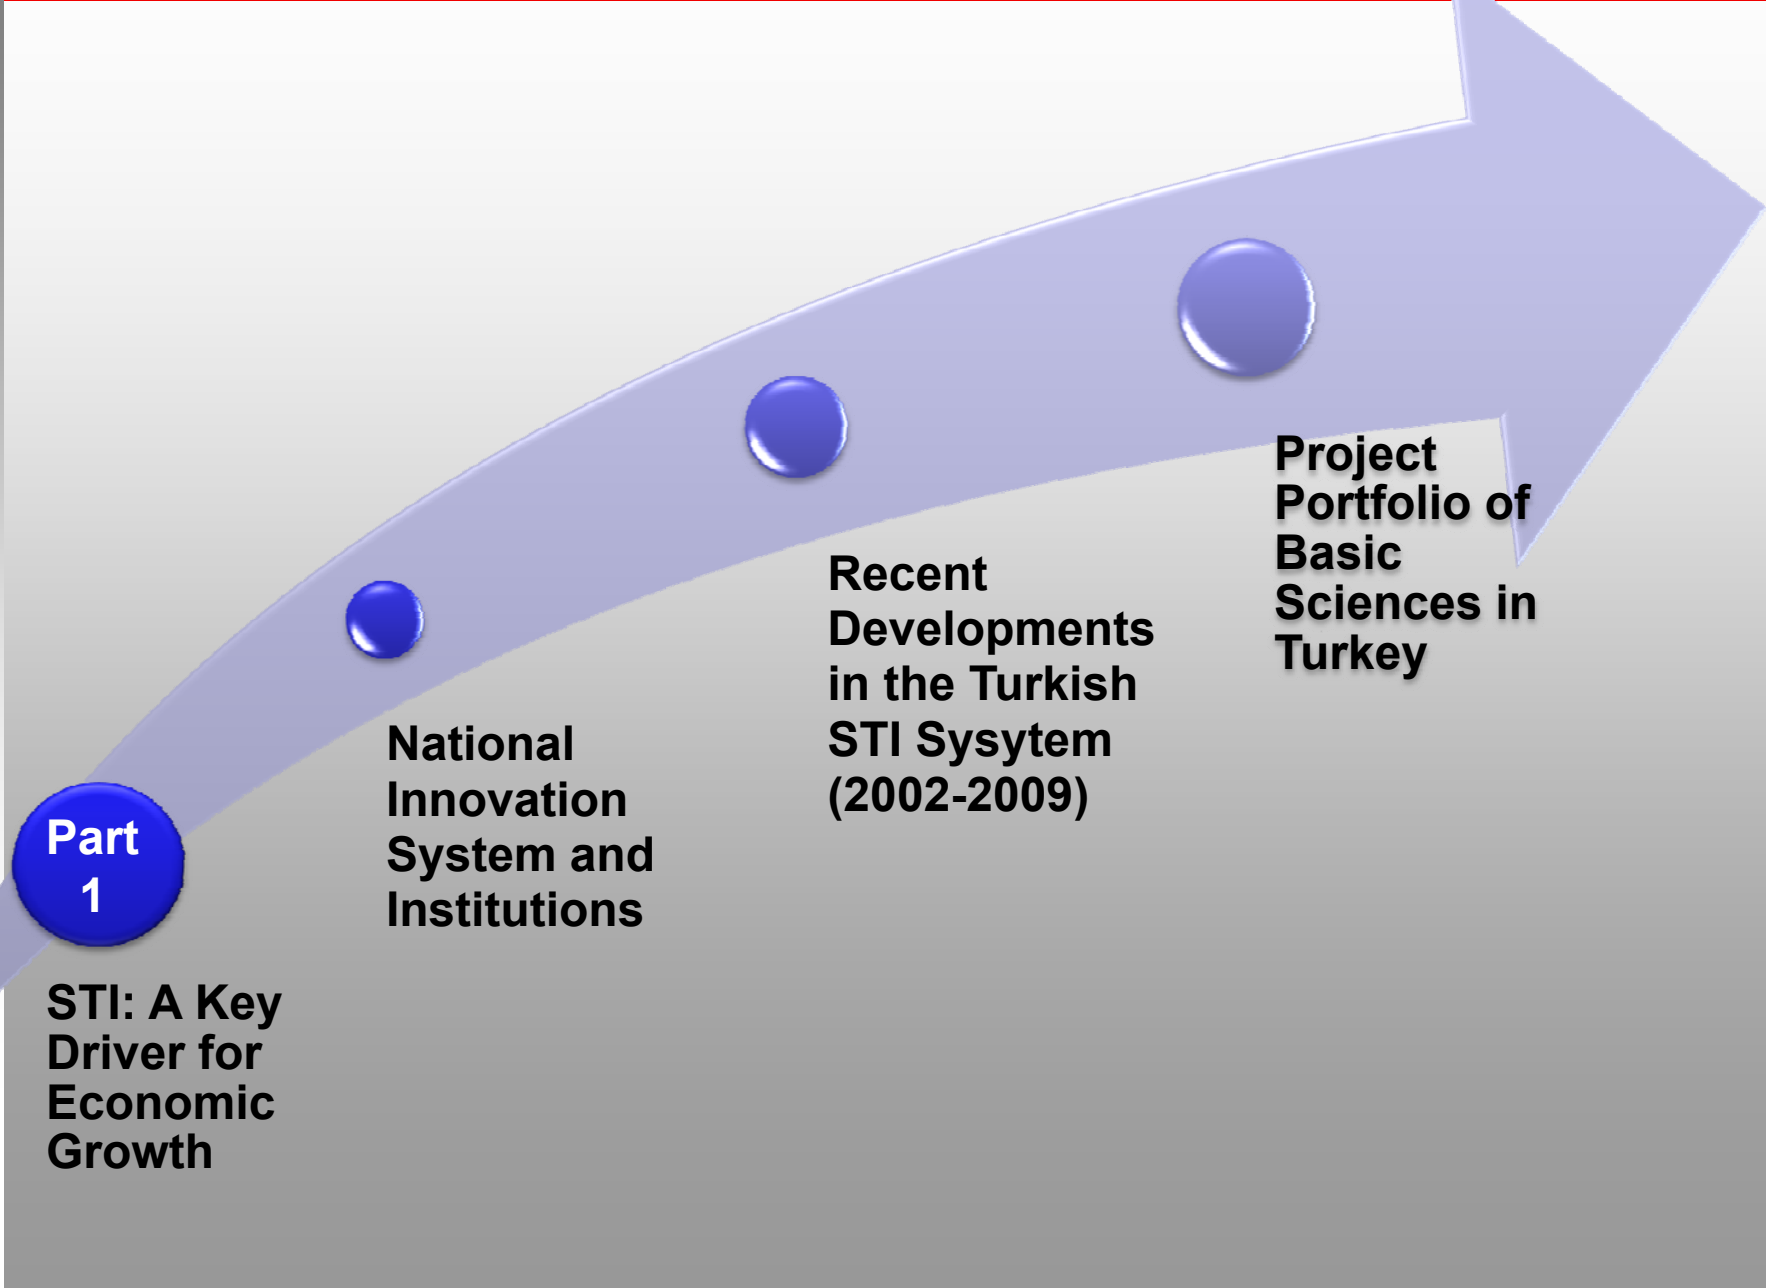 Part
1
STI: A Key
Driver for
Economic
Growth
National
Innovation
System and
Institutions
Recent
Developments
in the Turkish
STI Sysytem
(2002-2009)
Project
Portfolio of
Basic
Sciences in
Turkey